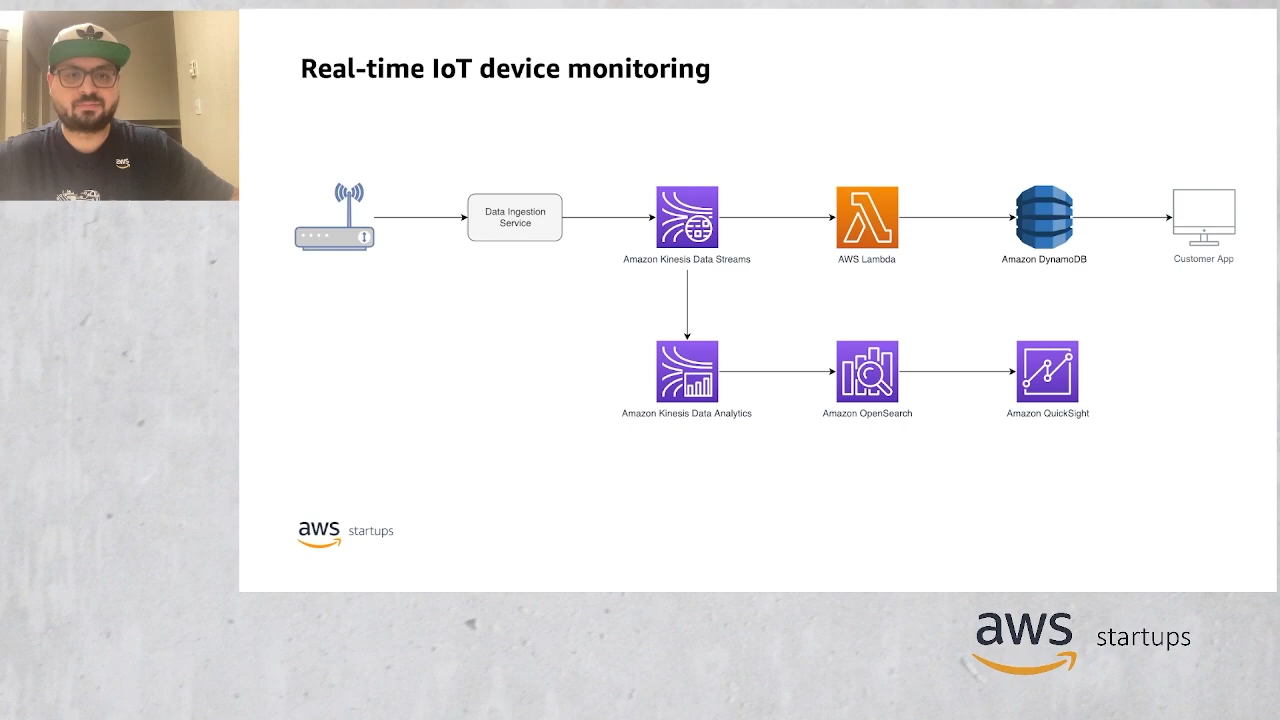 aws
Real-time IoT device monitoring
Data Ingestion
Service
Amazon Kinesis Data Streams
AWS Lambda
Amazon DynamoDB
Customer App
Amazon Kinesis Data Analytics
Amazon OpenSearch
Amazon QuickSight
aws startups
aws startups